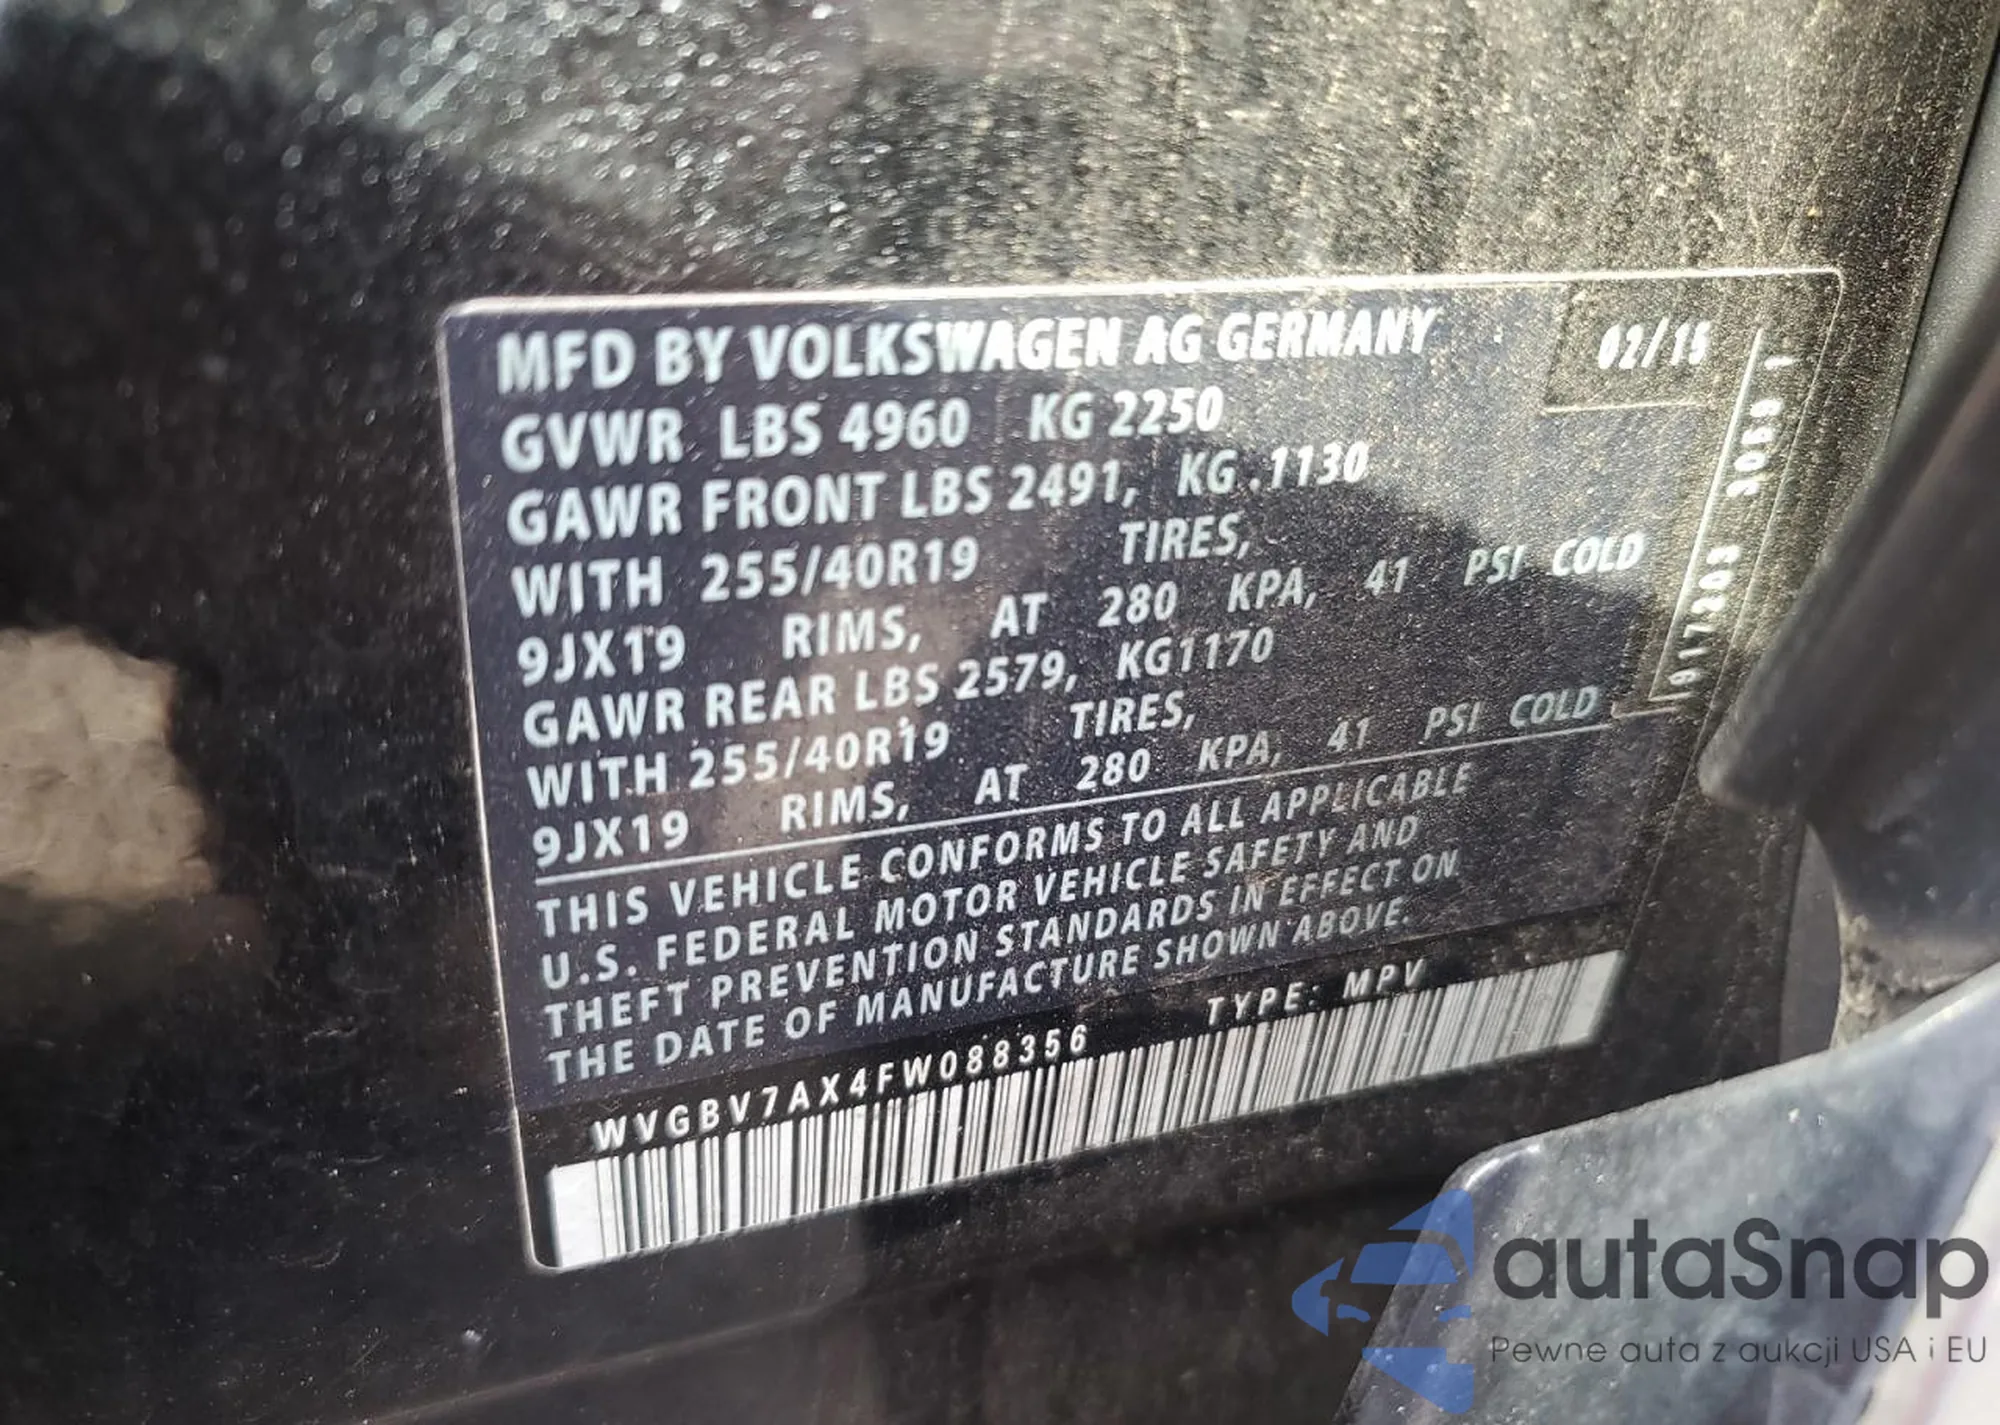 MFD BY VOLKSWAGEN AG GERMANY 02/15
GVWR LBS 4960 KG 2250
GAWR FRONT LBS 2491, KG 1130
WITH 255/40R19 TIRES,
9JX19 RIMS, AT 280 KPA, 41 PSI COLD
GAWR REAR LBS 2579, KG1170
WITH 255/40R19 TIRES,
9JX19 RIMS, AT 280 KPA, 41 PSI COLD
THIS VEHICLE CONFORMS TO ALL APPLICABLE
U.S. FEDERAL MOTOR VEHICLE SAFETY AND
THEFT PREVENTION STANDARDS IN EFFECT ON
THE DATE OF MANUFACTURE SHOWN ABOVE.
WVGBV7AX4FW088356 TYPE: MPV
autaSnap
Pewne auta z aukcji USA i EU